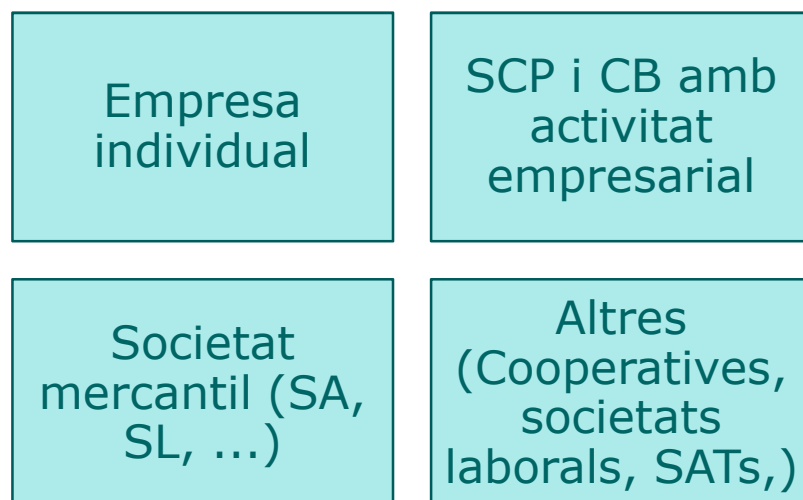 Empresa
individual
SCP i CB amb
activitat
empresarial
Societat
mercantil (SA,
SL, ...)
Altres
(Cooperatives,
societats
laborals, SATs,)